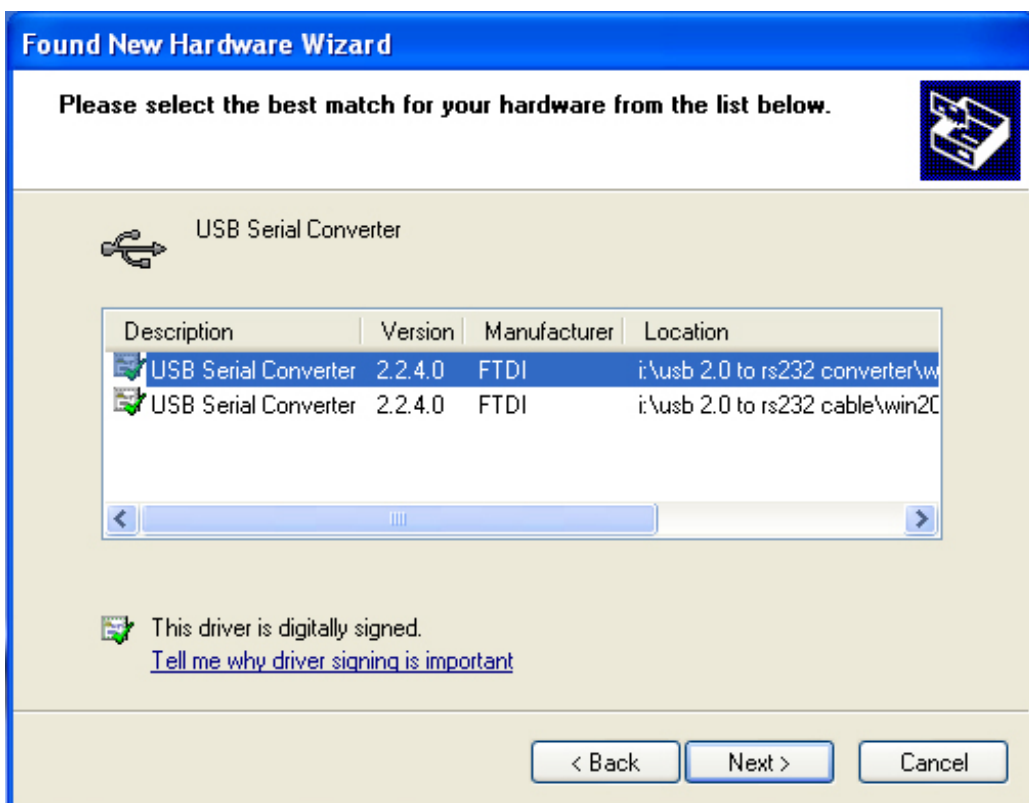 Found New Hardware Wizard
Please select the best match for your hardware from the list below.
USB Serial Converter
Description Version Manufacturer Location
USB Serial Converter 2.2.4.0 FTDI i:\usb 2.0 to rs232 converter\w
USB Serial Converter 2.2.4.0 FTDI i:\usb 2.0 to rs232 cable\win20
This driver is digitally signed.
Tell me why driver signing is important
< Back Next > Cancel